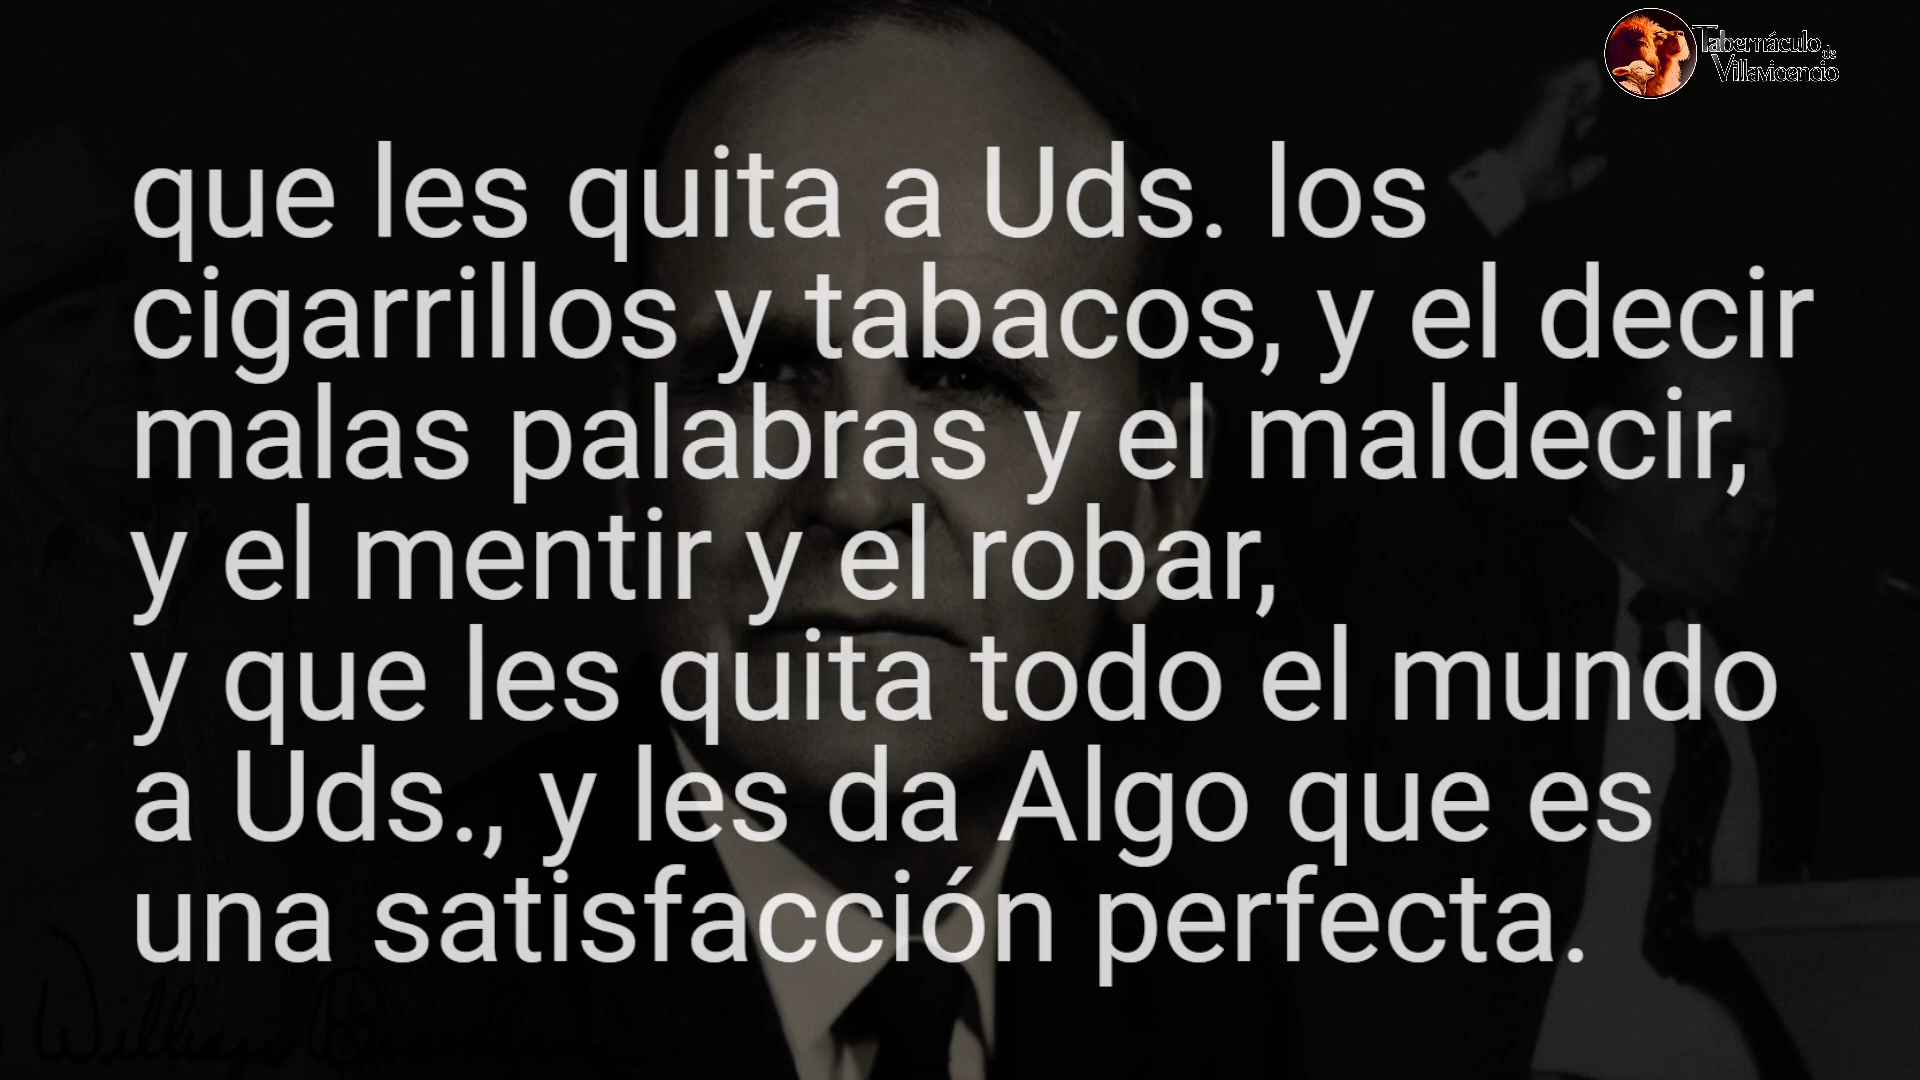 Tabernáculo
de
Villavicencio
que les quita a Uds. los
cigarrillos y tabacos, y el decir
malas palabras y el maldecir,
y el mentir y el robar,
y que les quita todo el mundo
a Uds., y les da Algo que es
una satisfacción perfecta.
William